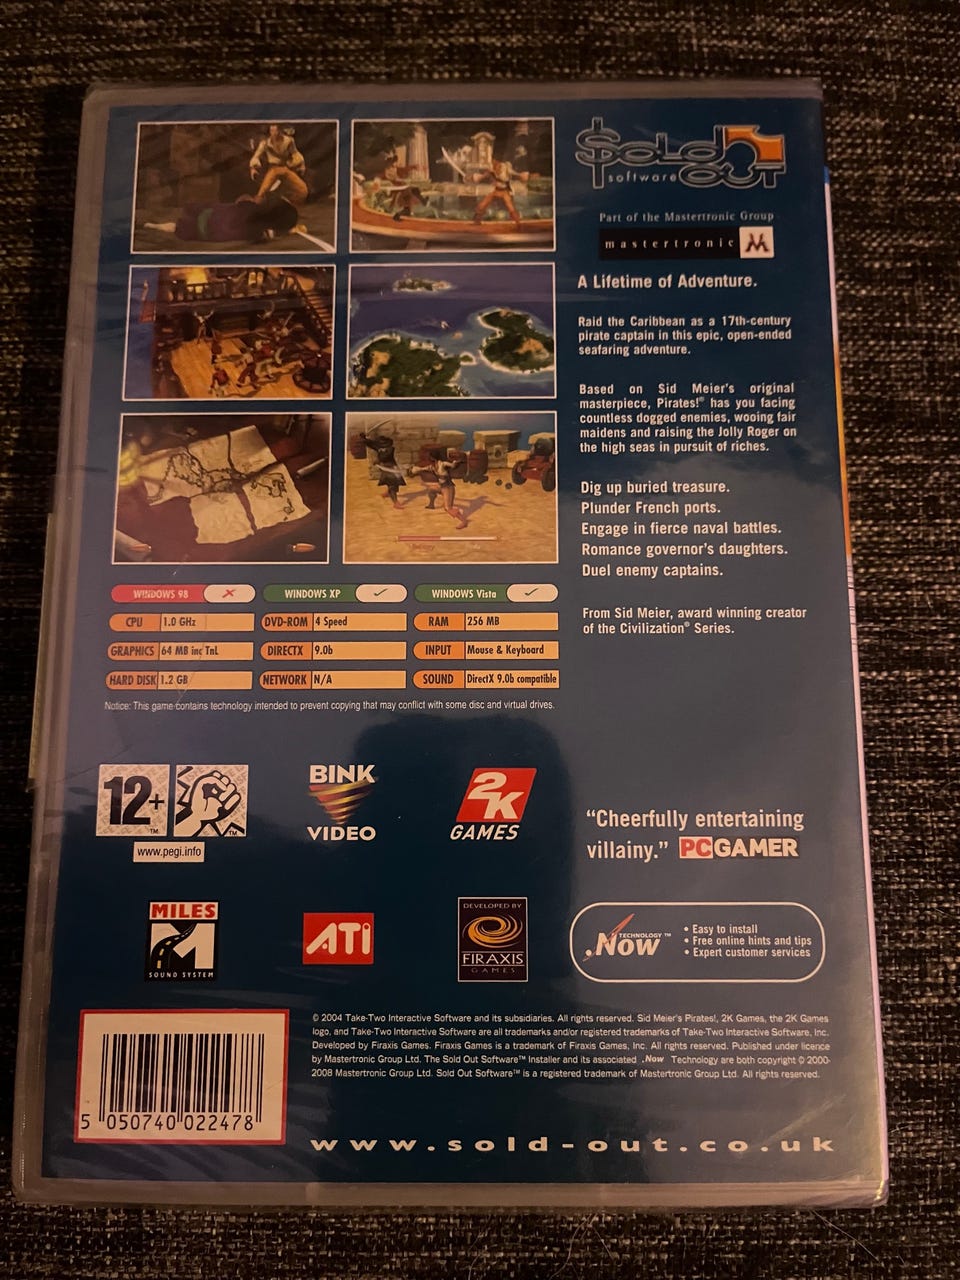 Sold
software OUT
Part of the Mastertronic Group
mastertronic M
A Lifetime of Adventure.
Raid the Caribbean as a 17th-century
pirate captain in this epic, open-ended
seafaring adventure.
Based on Sid Meier's original
masterpiece, Pirates!® has you facing
countless dogged enemies, wooing fair
maidens and raising the Jolly Roger on
the high seas in pursuit of riches.
Dig up buried treasure.
Plunder French ports.
Engage in fierce naval battles.
Romance governor's daughters.
Duel enemy captains.
From Sid Meier, award winning creator
of the Civilization® Series.
WINDOWS 98 WINDOWS XP WINDOWS Vista
CPU 1.0 GHz DVD-ROM 4 Speed RAM 256 MB
GRAPHICS 64 MB inc TnL DIRECTX 9.0b INPUT Mouse & Keyboard
HARD DISK 1.2 GB NETWORK N/A SOUND DirectX 9.0b compatible
Notice: This game contains technology intended to prevent copying that may conflict with some disc and virtual drives.
12+ ™ ™
www.pegi.info
BINK
VIDEO
2K
GAMES
"Cheerfully entertaining
villainy." PC GAMER
MILES
SOUND SYSTEM
ATI
DEVELOPED BY
FIRAXIS
GAMES
.Now TECHNOLOGY ™
• Easy to install
• Free online hints and tips
• Expert customer services
© 2004 Take-Two Interactive Software and its subsidiaries. All rights reserved. Sid Meier's Pirates!, 2K Games, the 2K Games
logo, and Take-Two Interactive Software are all trademarks and/or registered trademarks of Take-Two Interactive Software, Inc.
Developed by Firaxis Games. Firaxis Games is a trademark of Firaxis Games, Inc. All rights reserved. Published under licence
by Mastertronic Group Ltd. The Sold Out Software™ Installer and its associated .Now Technology are both copyright © 2000-
2008 Mastertronic Group Ltd. Sold Out Software™ is a registered trademark of Mastertronic Group Ltd. All rights reserved.
5 050740 022478
www.sold-out.co.uk